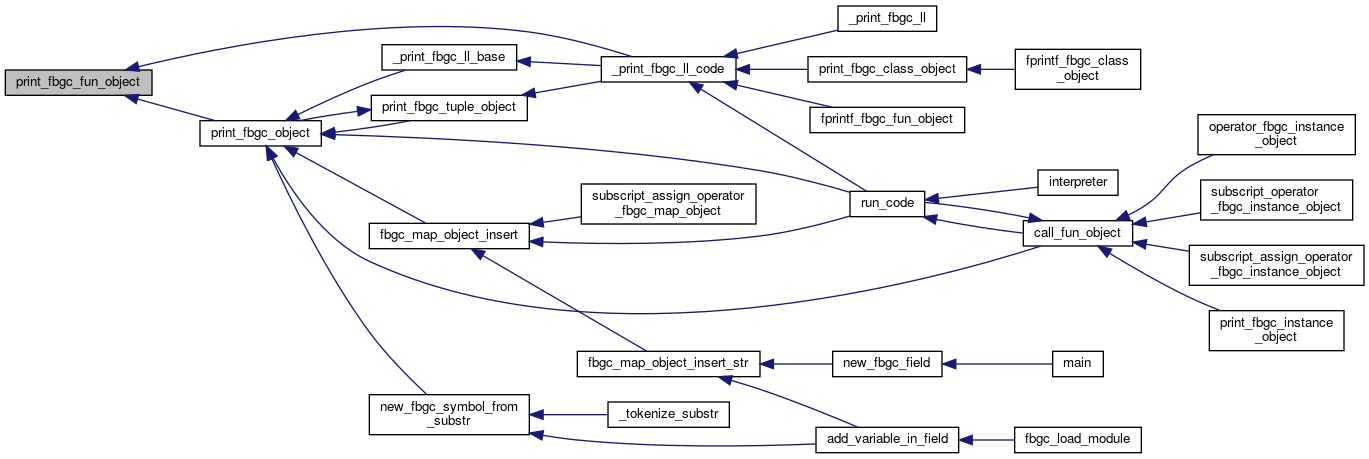 print_fbgc_fun_object
print_fbgc_object
_print_fbgc_ll_base
print_fbgc_tuple_object
fbgc_map_object_insert
new_fbgc_symbol_from
_substr
_print_fbgc_ll_code
subscript_assign_operator
_fbgc_map_object
fbgc_map_object_insert_str
_tokenize_substr
_print_fbgc_ll
print_fbgc_class_object
fprintf_fbgc_fun_object
run_code
new_fbgc_field
add_variable_in_field
fprintf_fbgc_class
_object
interpreter
call_fun_object
main
fbgc_load_module
operator_fbgc_instance
_object
subscript_operator
_fbgc_instance_object
subscript_assign_operator
_fbgc_instance_object
print_fbgc_instance
_object